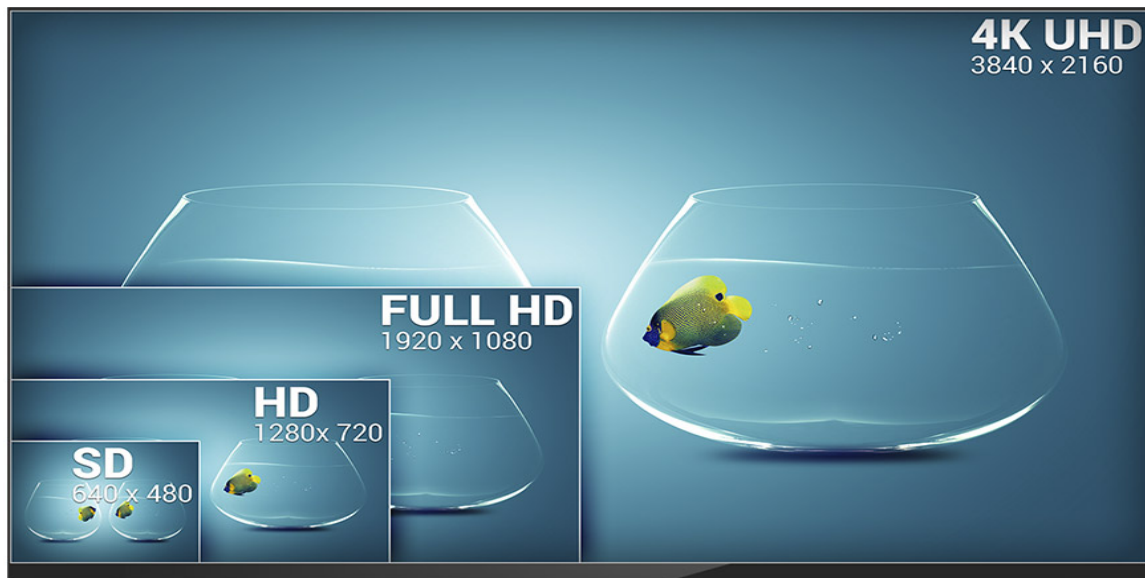 4K UHD
3840 x 2160
FULL HD
1920 x 1080
HD
1280x 720
SD
640 x 480